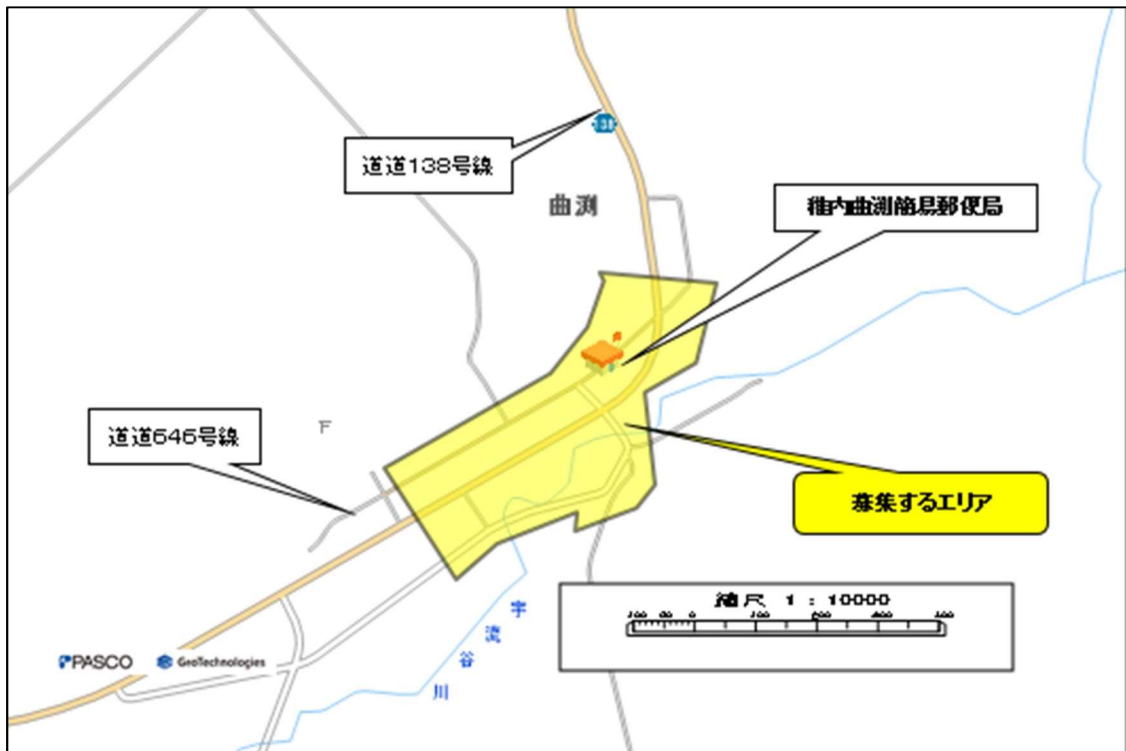 138
道道138号線
曲渕
稚内曲渕簡易郵便局
道道646号線
募集するエリア
縮尺 1:10000
宇流谷川
PASCO
GeoTechnologies